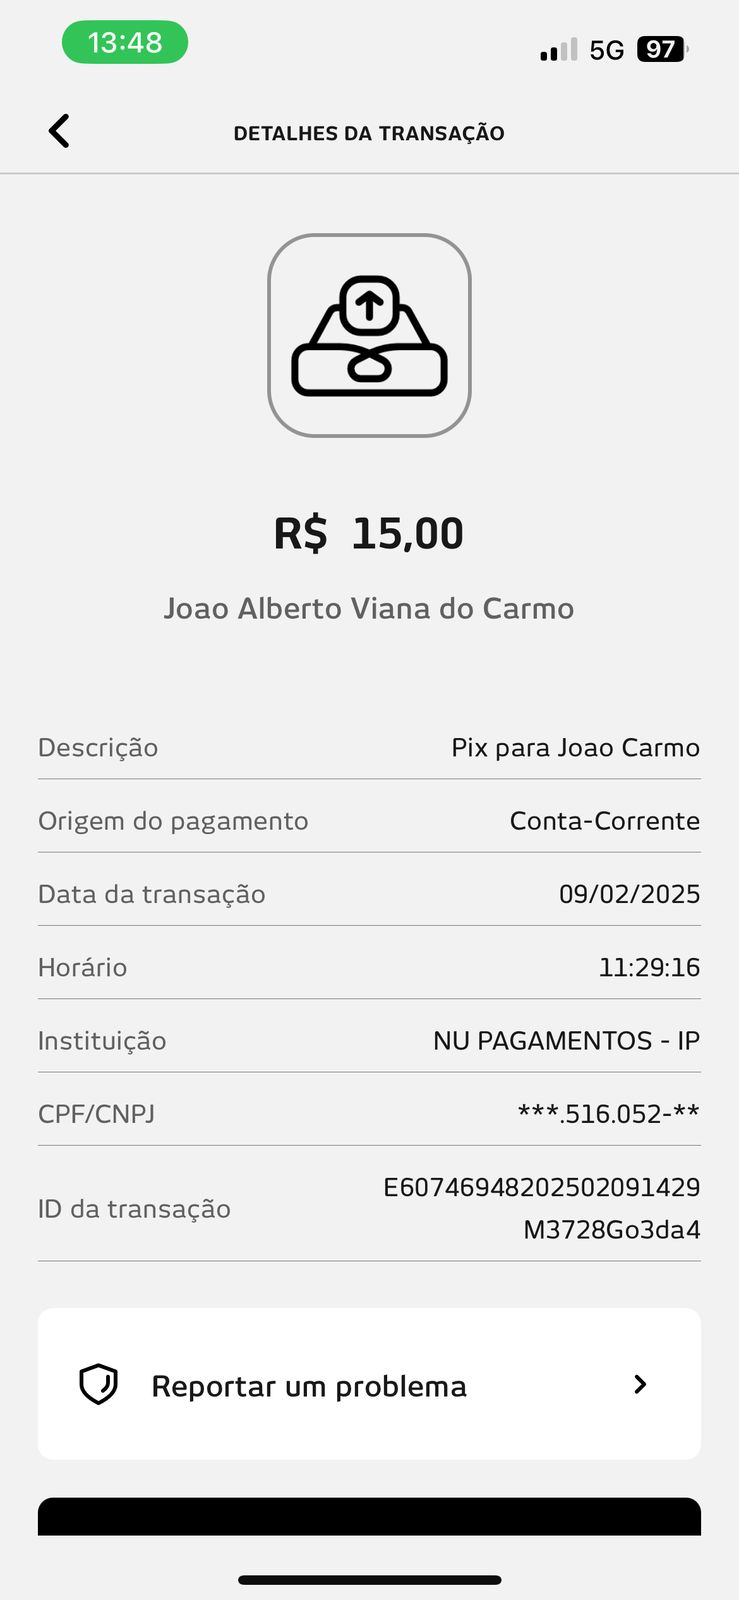 13:48
5G 97
DETALHES DA TRANSAÇÃO
R$ 15,00
Joao Alberto Viana do Carmo
Descrição Pix para Joao Carmo
Origem do pagamento Conta-Corrente
Data da transação 09/02/2025
Horário 11:29:16
Instituição NU PAGAMENTOS - IP
CPF/CNPJ ***.516.052-**
ID da transação E60746948202502091429
M3728Go3da4
Reportar um problema